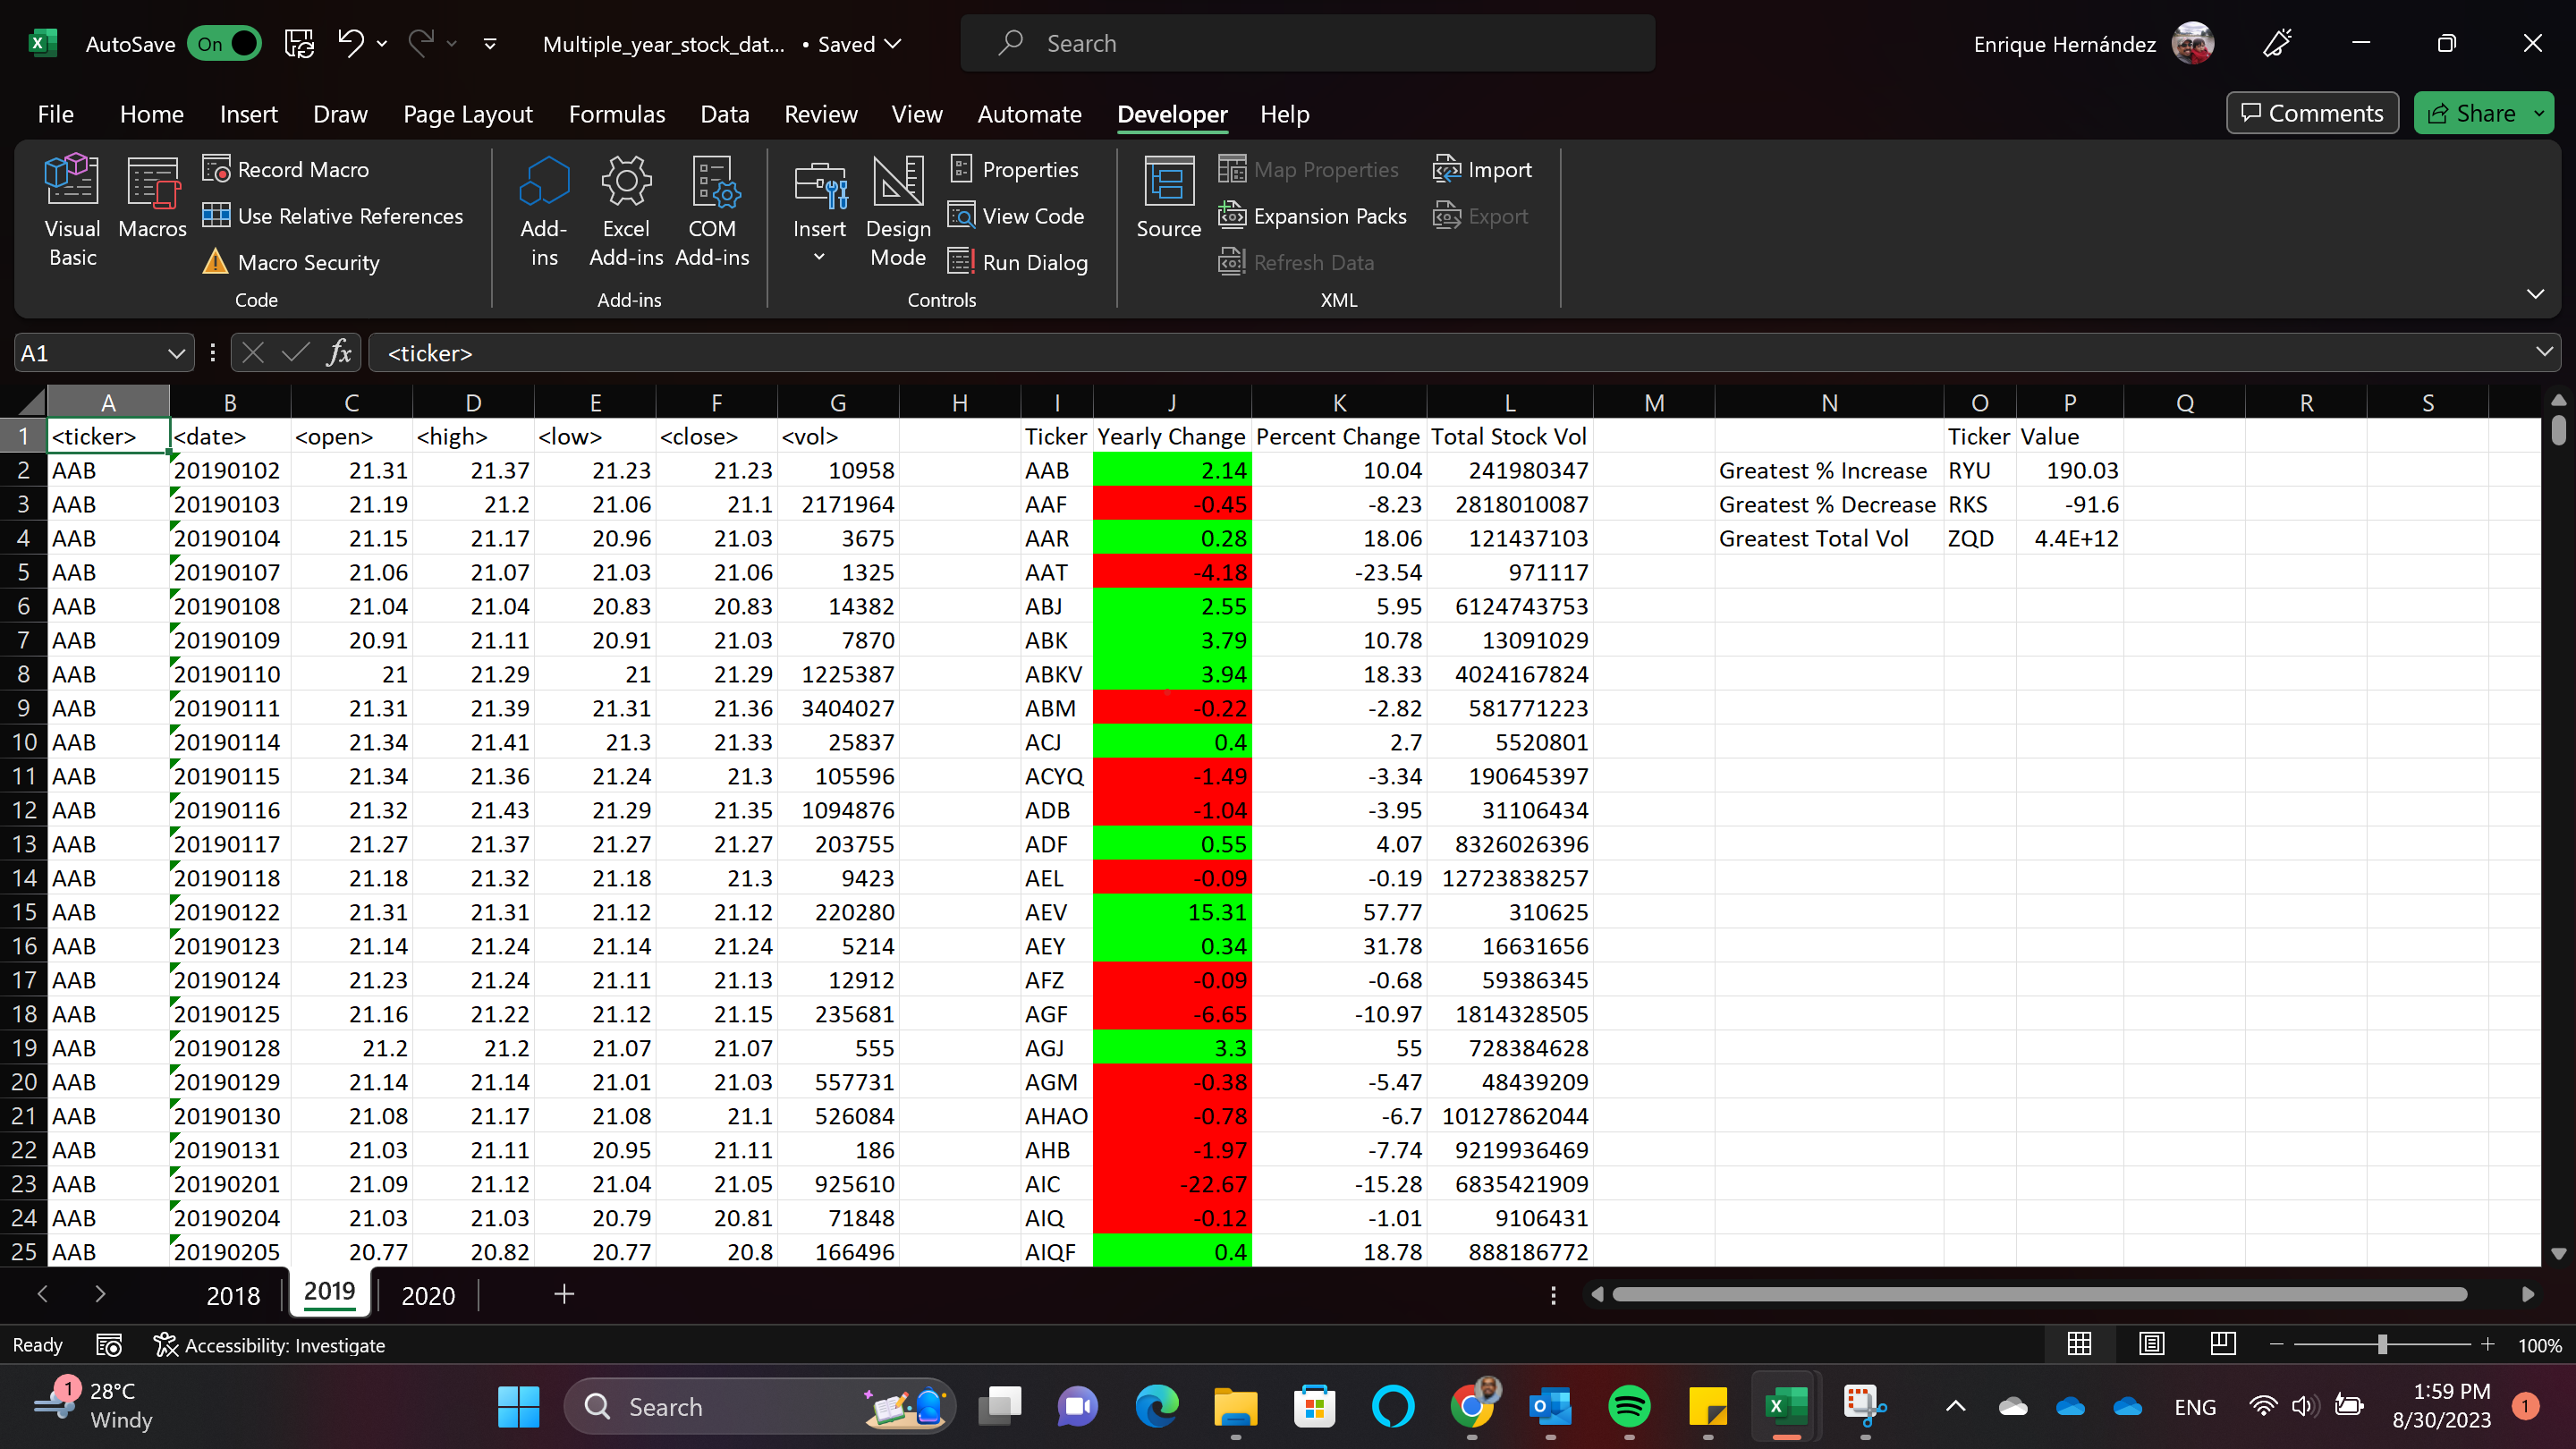 AutoSave On Multiple_year_stock_dat... • Saved Search Enrique Hernández
File Home Insert Draw Page Layout Formulas Data Review View Automate Developer Help Comments Share
Visual Basic Macros Record Macro Use Relative References Macro Security Code
Add-ins Excel Add-ins COM Add-ins Add-ins
Insert Design Mode Properties View Code Run Dialog Controls
Source Map Properties Expansion Packs Refresh Data Import Export XML
A1 fx <ticker>
A B C D E F G H I J K L M N O P Q R S
1 <ticker> <date> <open> <high> <low> <close> <vol> Ticker Yearly Change Percent Change Total Stock Vol Ticker Value
2 AAB 20190102 21.31 21.37 21.23 21.23 10958 AAB 2.14 10.04 241980347 Greatest % Increase RYU 190.03
3 AAB 20190103 21.19 21.2 21.06 21.1 2171964 AAF -0.45 -8.23 2818010087 Greatest % Decrease RKS -91.6
4 AAB 20190104 21.15 21.17 20.96 21.03 3675 AAR 0.28 18.06 121437103 Greatest Total Vol ZQD 4.4E+12
5 AAB 20190107 21.06 21.07 21.03 21.06 1325 AAT -4.18 -23.54 971117
6 AAB 20190108 21.04 21.04 20.83 20.83 14382 ABJ 2.55 5.95 6124743753
7 AAB 20190109 20.91 21.11 20.91 21.03 7870 ABK 3.79 10.78 13091029
8 AAB 20190110 21 21.29 21 21.29 1225387 ABKV 3.94 18.33 4024167824
9 AAB 20190111 21.31 21.39 21.31 21.36 3404027 ABM -0.22 -2.82 581771223
10 AAB 20190114 21.34 21.41 21.3 21.33 25837 ACJ 0.4 2.7 5520801
11 AAB 20190115 21.34 21.36 21.24 21.3 105596 ACYQ -1.49 -3.34 190645397
12 AAB 20190116 21.32 21.43 21.29 21.35 1094876 ADB -1.04 -3.95 31106434
13 AAB 20190117 21.27 21.37 21.27 21.27 203755 ADF 0.55 4.07 8326026396
14 AAB 20190118 21.18 21.32 21.18 21.3 9423 AEL -0.09 -0.19 12723838257
15 AAB 20190122 21.31 21.31 21.12 21.12 220280 AEV 15.31 57.77 310625
16 AAB 20190123 21.14 21.24 21.14 21.24 5214 AEY 0.34 31.78 16631656
17 AAB 20190124 21.23 21.24 21.11 21.13 12912 AFZ -0.09 -0.68 59386345
18 AAB 20190125 21.16 21.22 21.12 21.15 235681 AGF -6.65 -10.97 1814328505
19 AAB 20190128 21.2 21.2 21.07 21.07 555 AGJ 3.3 55 728384628
20 AAB 20190129 21.14 21.14 21.01 21.03 557731 AGM -0.38 -5.47 48439209
21 AAB 20190130 21.08 21.17 21.08 21.1 526084 AHAO -0.78 -6.7 10127862044
22 AAB 20190131 21.03 21.11 20.95 21.11 186 AHB -1.97 -7.74 9219936469
23 AAB 20190201 21.09 21.12 21.04 21.05 925610 AIC -22.67 -15.28 6835421909
24 AAB 20190204 21.03 21.03 20.79 20.81 71848 AIQ -0.12 -1.01 9106431
25 AAB 20190205 20.77 20.82 20.77 20.8 166496 AIQF 0.4 18.78 888186772
2018 2019 2020
Ready Accessibility: Investigate 100%
1 28°C Windy Search ENG 1:59 PM 8/30/2023 1